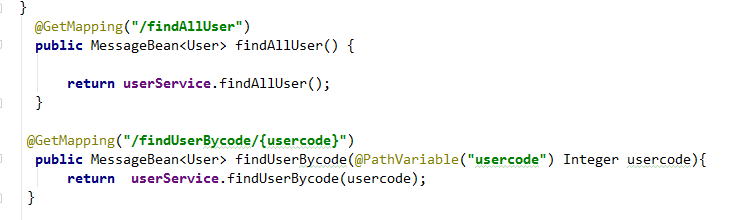 }
@GetMapping("/findAllUser")
public MessageBean<User> findAllUser() {
return userService.findAllUser();
}
@GetMapping("/findUserBycode/{usercode}")
public MessageBean<User> findUserBycode(@PathVariable("usercode") Integer usercode){
return  userService.findUserBycode(usercode);
}